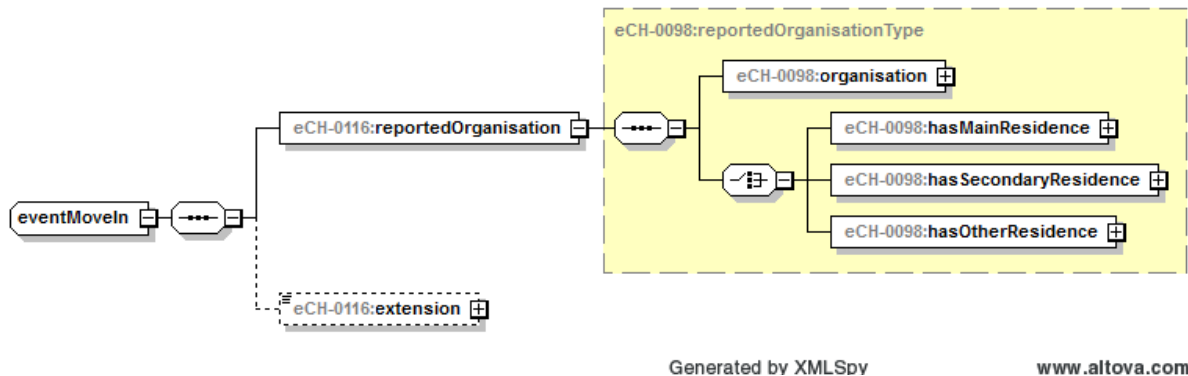 eCH-0098:reportedOrganisationType
eCH-0098:organisation
eCH-0116:reportedOrganisation
eCH-0098:hasMainResidence
eCH-0098:hasSecondaryResidence
eventMoveIn
eCH-0098:hasOtherResidence
eCH-0116:extension
Generated by XMLSpy www.altova.com